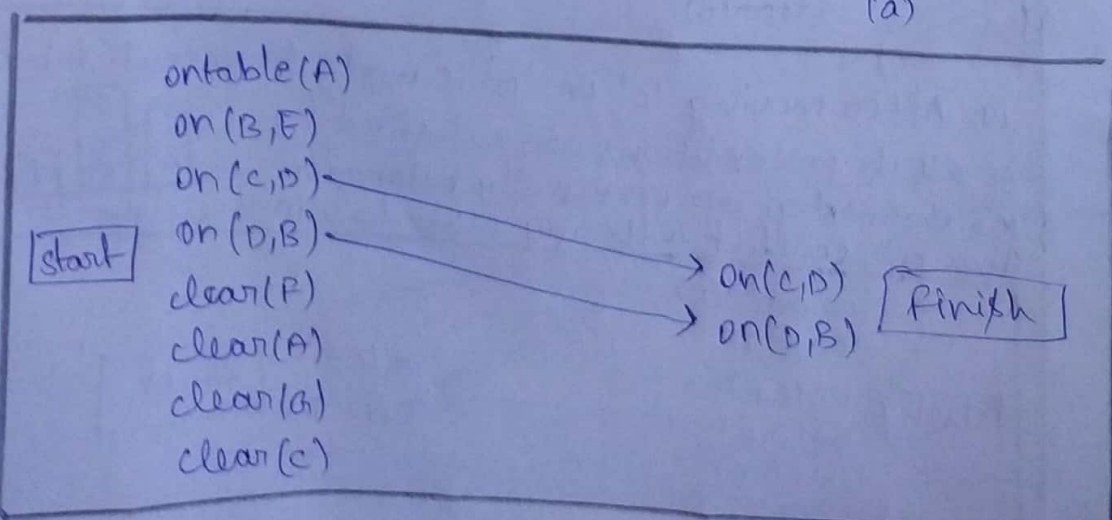 (a)
ontable(A)
on(B,E)
on(C,D)
on(D,B)
start
clear(F)
clear(A)
clear(G)
clear(C)
on(C,D)
on(D,B)
Finish